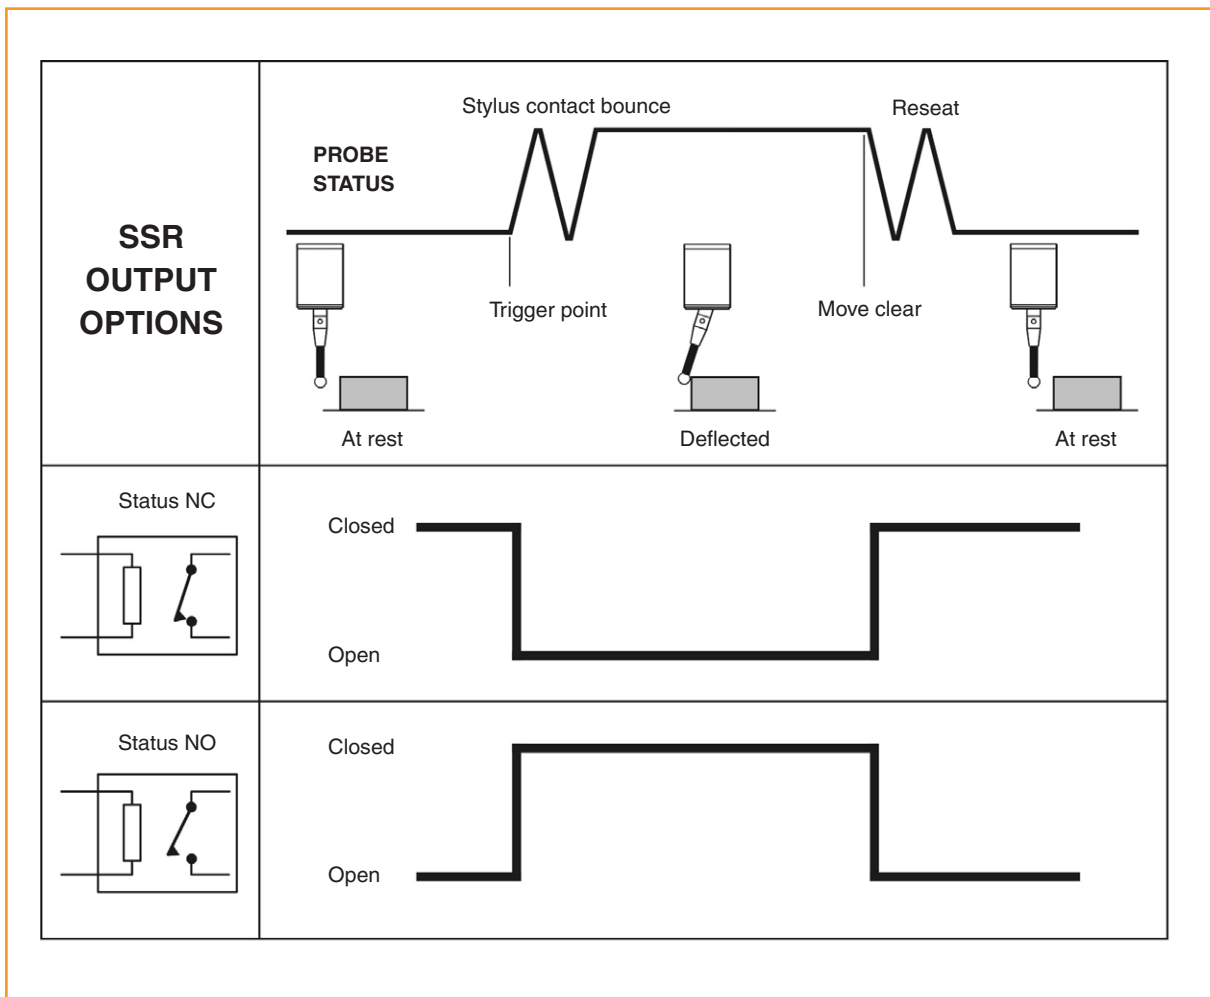 SSR
OUTPUT
OPTIONS
Stylus contact bounce
Reseat
PROBE
STATUS
Trigger point
Move clear
At rest
Deflected
At rest
Status NC
Closed
Open
Status NO
Closed
Open